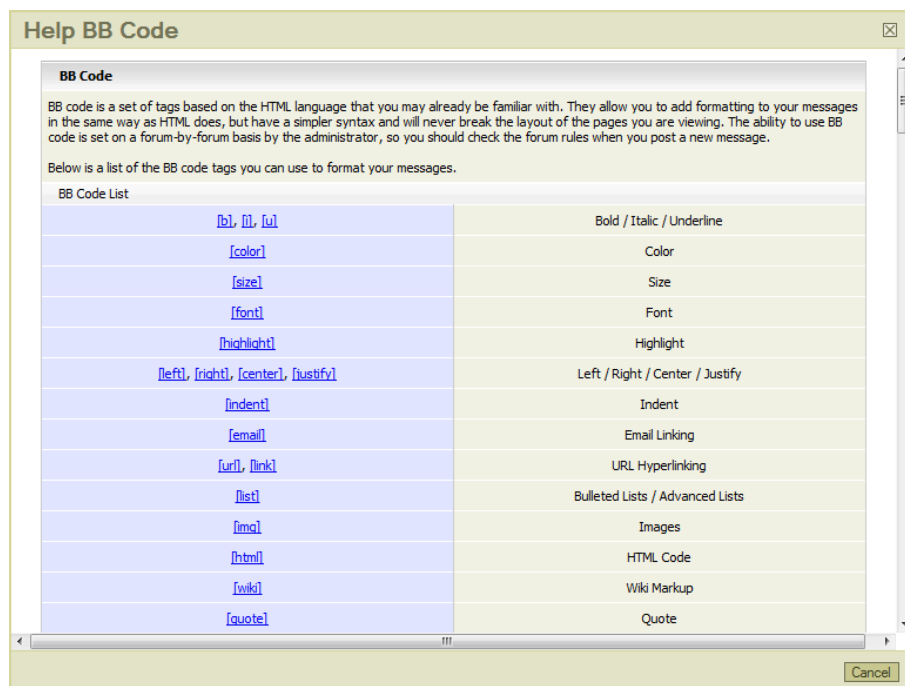 Help BB Code
BB Code
BB code is a set of tags based on the HTML language that you may already be familiar with. They allow you to add formatting to your messages
in the same way as HTML does, but have a simpler syntax and will never break the layout of the pages you are viewing. The ability to use BB
code is set on a forum-by-forum basis by the administrator, so you should check the forum rules when you post a new message.
Below is a list of the BB code tags you can use to format your messages.
BB Code List
[b], [i], [u] Bold / Italic / Underline
[color] Color
[size] Size
[font] Font
[highlight] Highlight
[left], [right], [center], [justify] Left / Right / Center / Justify
[indent] Indent
[email] Email Linking
[url], [link] URL Hyperlinking
[list] Bulleted Lists / Advanced Lists
[img] Images
[html] HTML Code
[wiki] Wiki Markup
[quote] Quote
Cancel